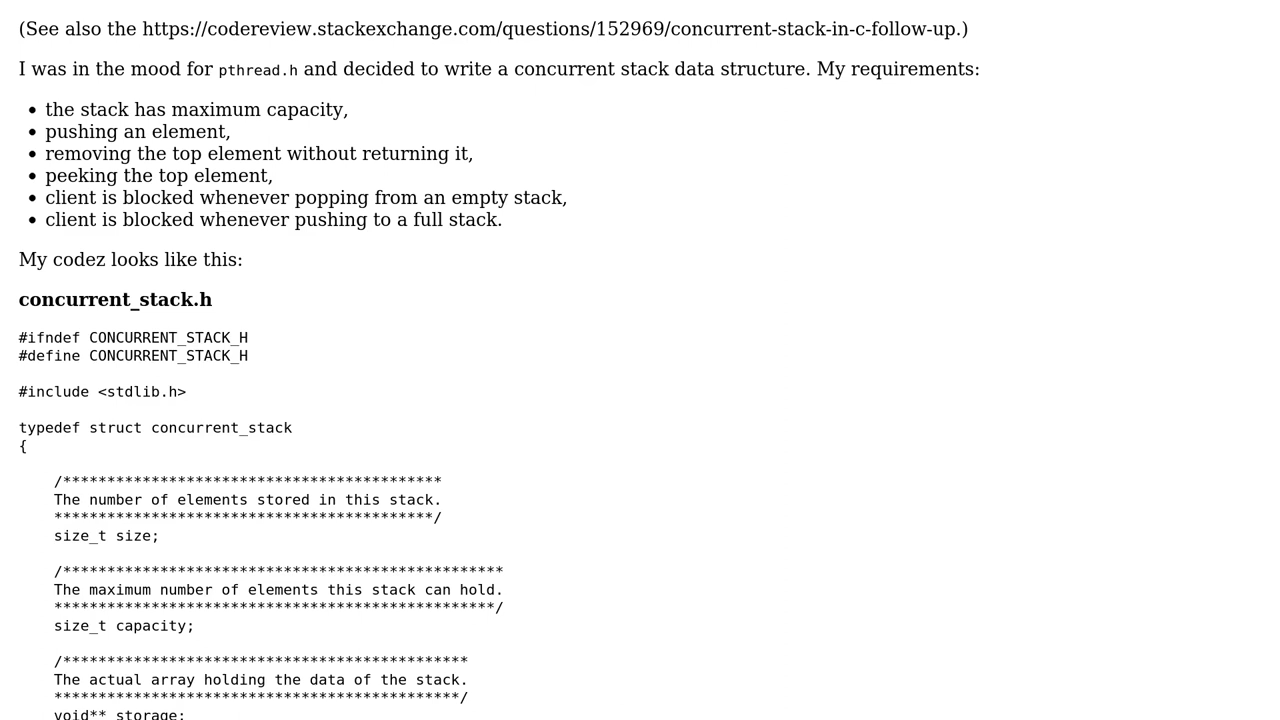 (See also the https://codereview.stackexchange.com/questions/152969/concurrent-stack-in-c-follow-up.)
I was in the mood for pthread.h and decided to write a concurrent stack data structure. My requirements:
• the stack has maximum capacity,
• pushing an element,
• removing the top element without returning it,
• peeking the top element,
• client is blocked whenever popping from an empty stack,
• client is blocked whenever pushing to a full stack.
My codez looks like this:
concurrent_stack.h
#ifndef CONCURRENT_STACK_H
#define CONCURRENT_STACK_H
#include <stdlib.h>
typedef struct concurrent_stack
{
    /*******************************************
    The number of elements stored in this stack.
    *******************************************/
    size_t size;
    /**************************************************
    The maximum number of elements this stack can hold.
    **************************************************/
    size_t capacity;
    /**********************************************
    The actual array holding the data of the stack.
    **********************************************/
    void** storage;